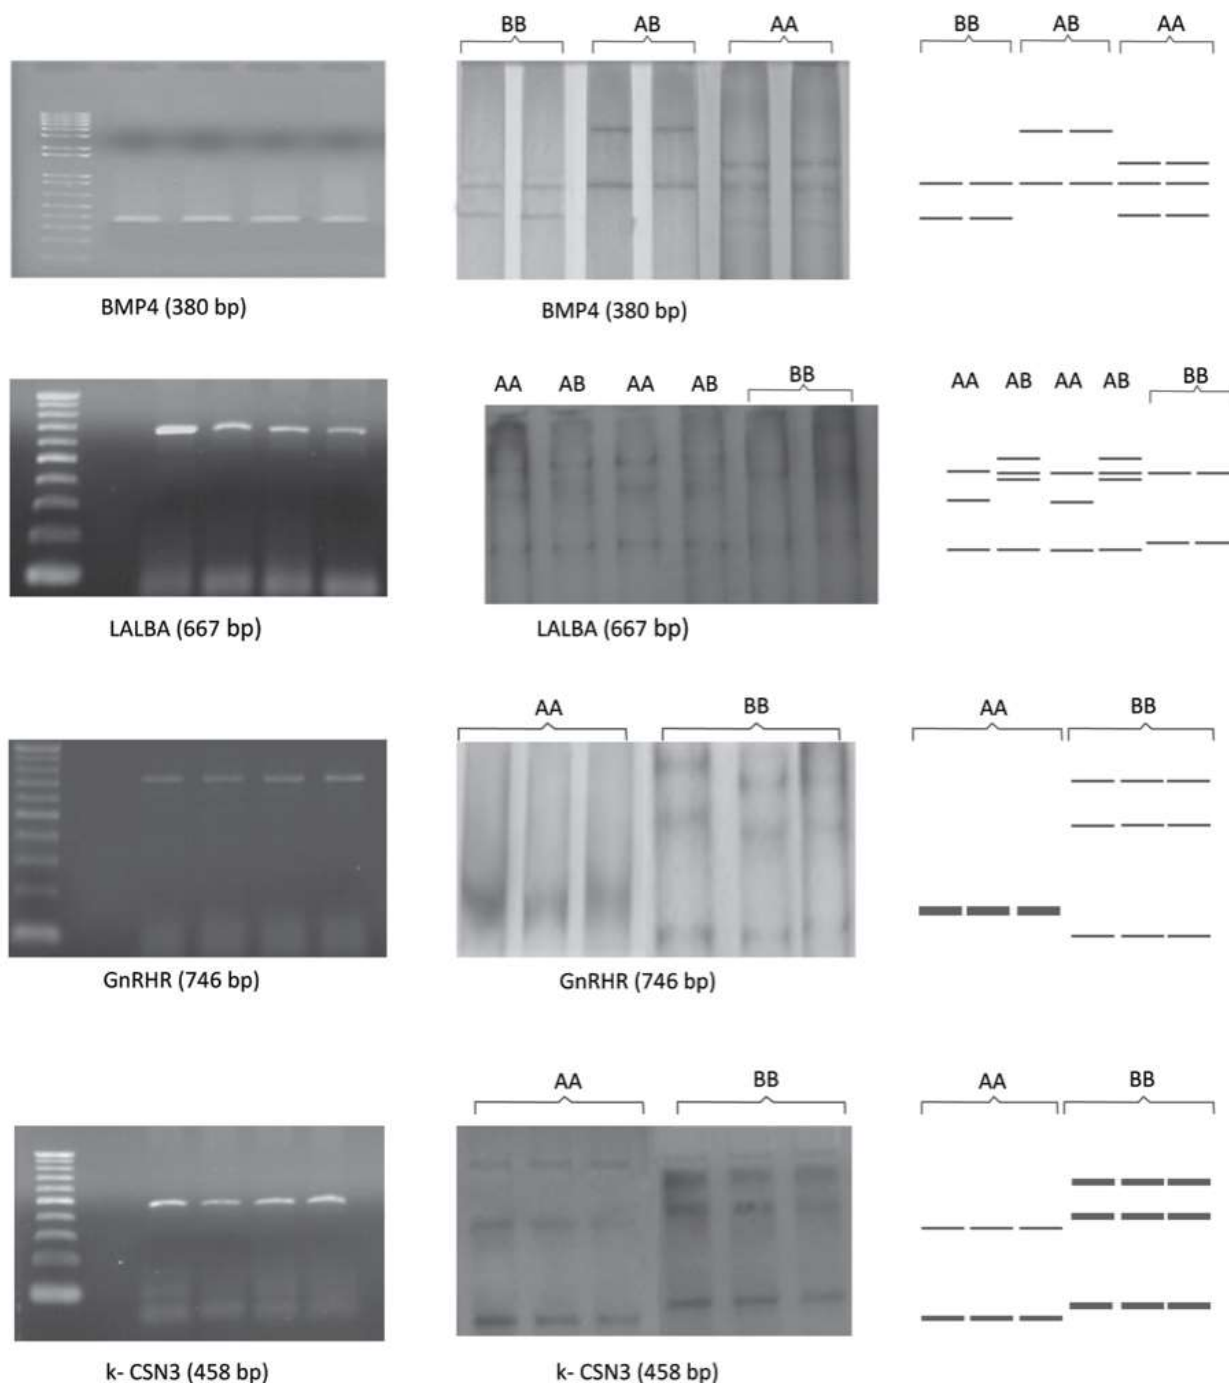 BB AB AA
BB AB AA
BMP4 (380 bp)
BMP4 (380 bp)
AA AB AA AB BB
AA AB AA AB BB
LALBA (667 bp)
LALBA (667 bp)
AA BB
AA BB
GnRHR (746 bp)
GnRHR (746 bp)
AA BB
AA BB
k- CSN3 (458 bp)
k- CSN3 (458 bp)